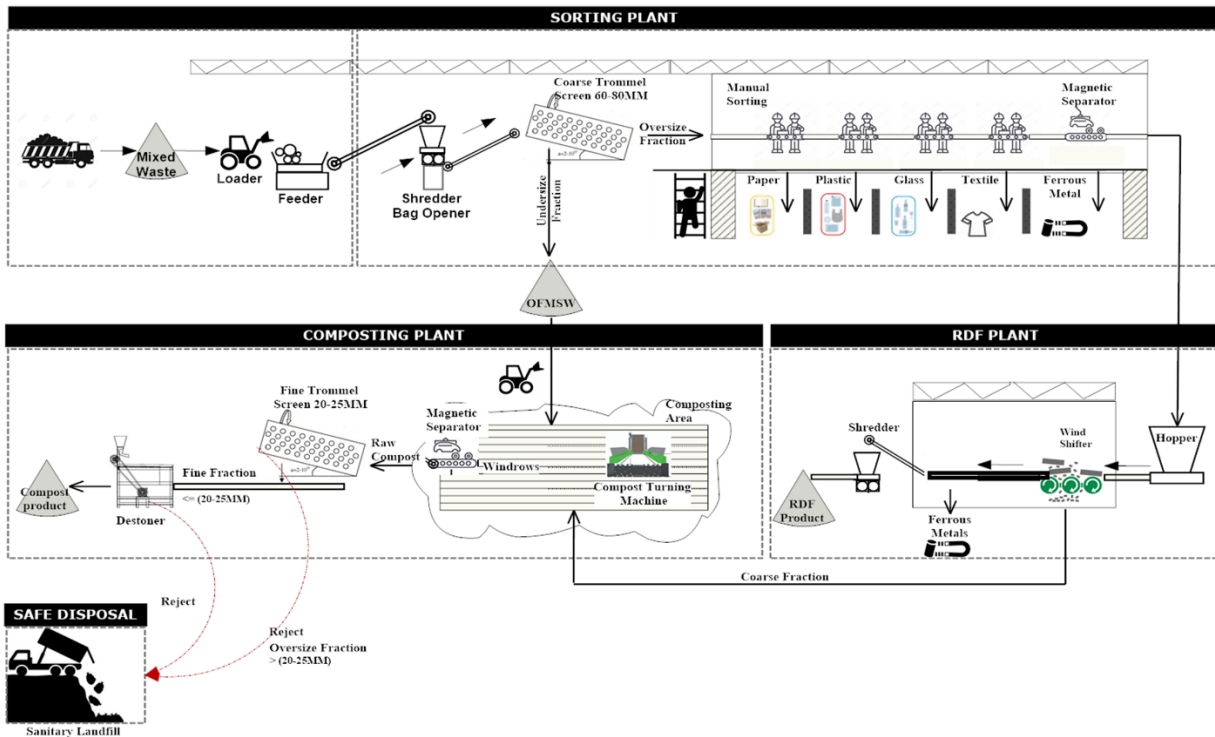 SORTING PLANT
Coarse Trommel
Screen 60-80MM
Manual
Sorting
Magnetic
Separator
Oversize
Fraction
Mixed
Waste
Loader
Feeder
Shredder
Bag Opener
Undersize
Fraction
Paper
Plastic
Glass
Textile
Ferrous
Metal
OFMSW
COMPOSTING PLANT
RDF PLANT
Fine Trommel
Screen 20-25MM
Magnetic
Separator
Composting
Area
Raw
Compost
Windrows
Compost Turning
Machine
Fine Fraction
<= (20-25MM)
Compost
product
Destoner
Shredder
Wind
Shifter
Hopper
RDF
Product
Ferrous
Metals
Coarse Fraction
Reject
SAFE DISPOSAL
Reject
Oversize Fraction
> (20-25MM)
Sanitary Landfill